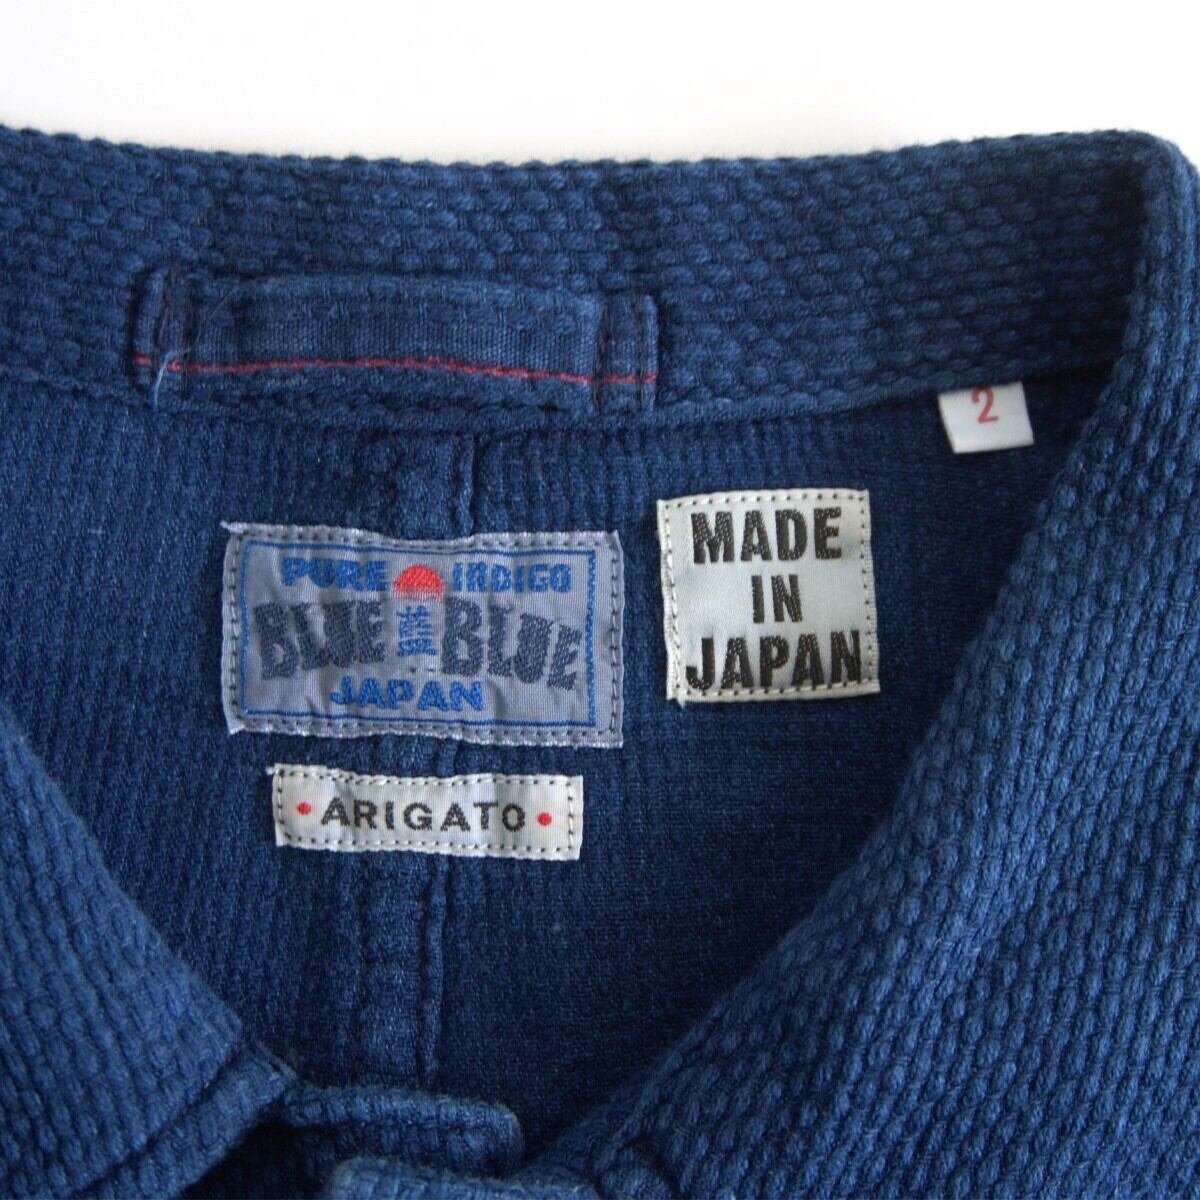 2
PURE INDIGO
BLUE BLUE
JAPAN
MADE
IN
JAPAN
• ARIGATO •